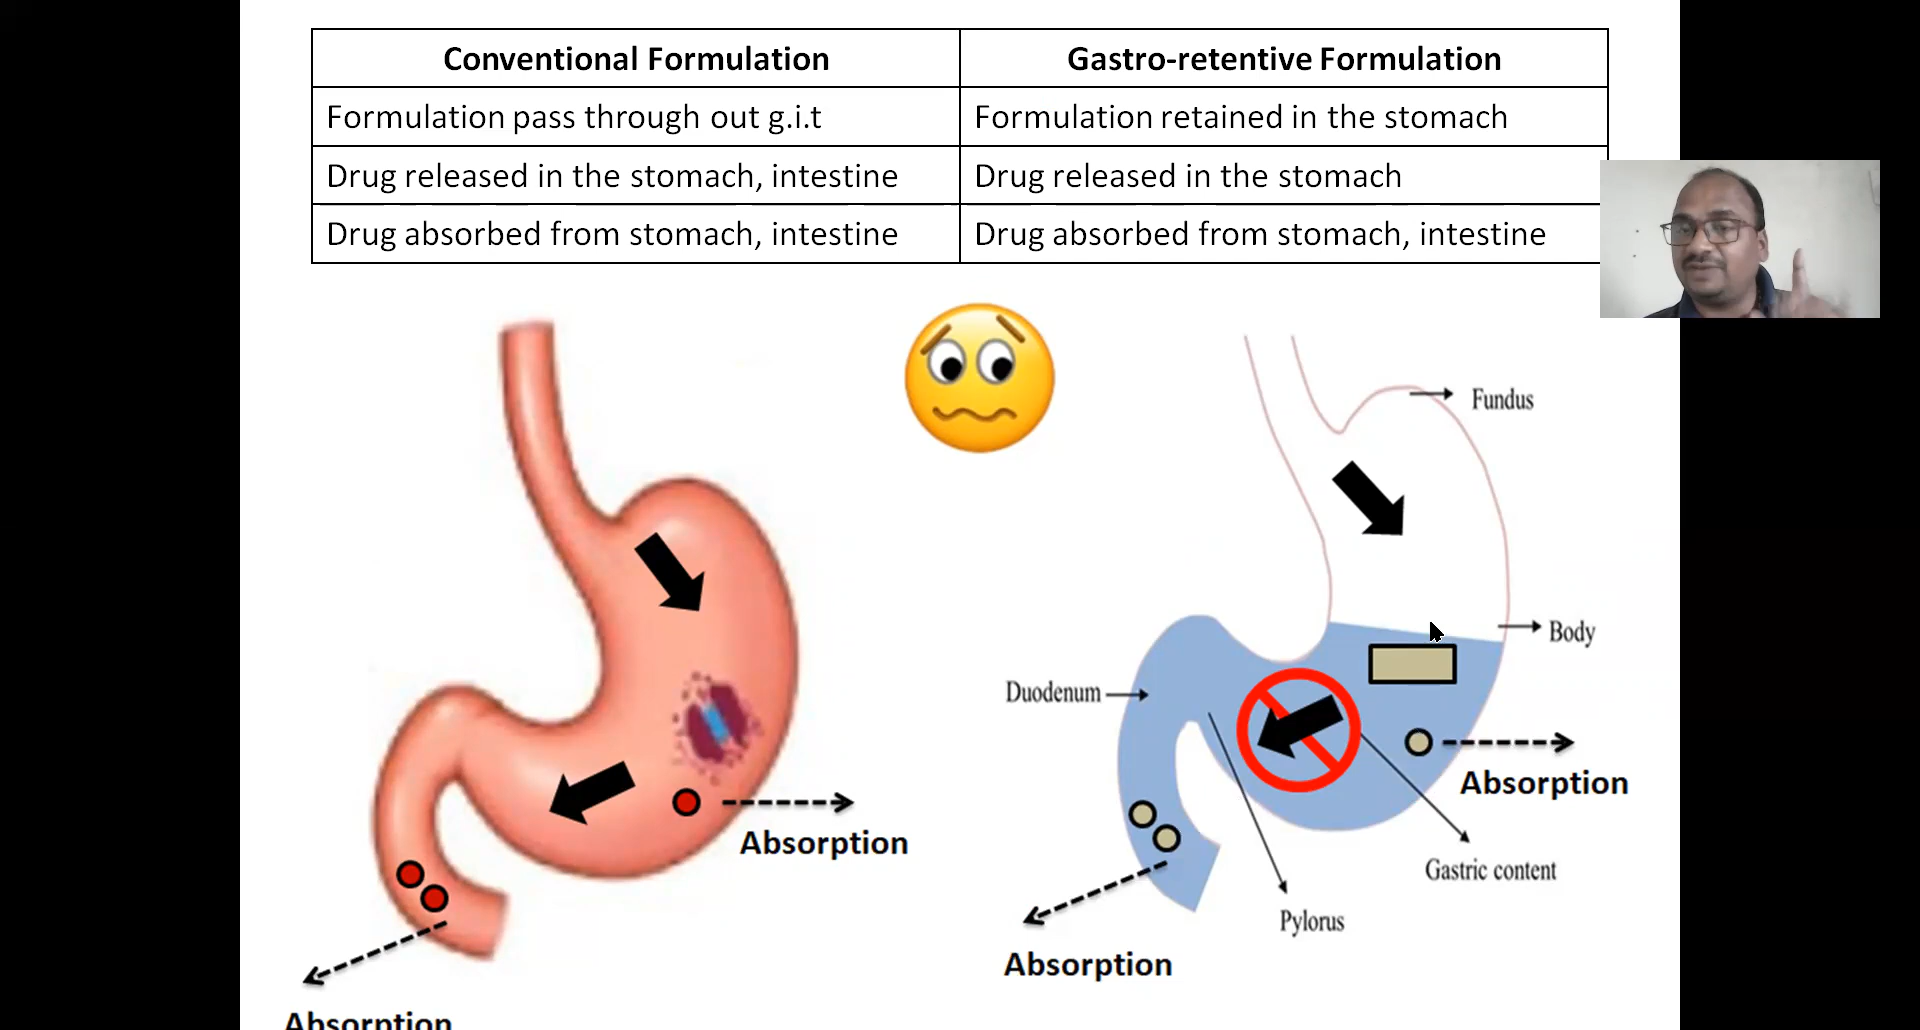 Conventional Formulation
Gastro-retentive Formulation
Formulation pass through out g.i.t
Formulation retained in the stomach
Drug released in the stomach, intestine
Drug released in the stomach
Drug absorbed from stomach, intestine
Drug absorbed from stomach, intestine
Fundus
Body
Duodenum
Absorption
Absorption
Gastric content
Pylorus
Absorption
Absorption